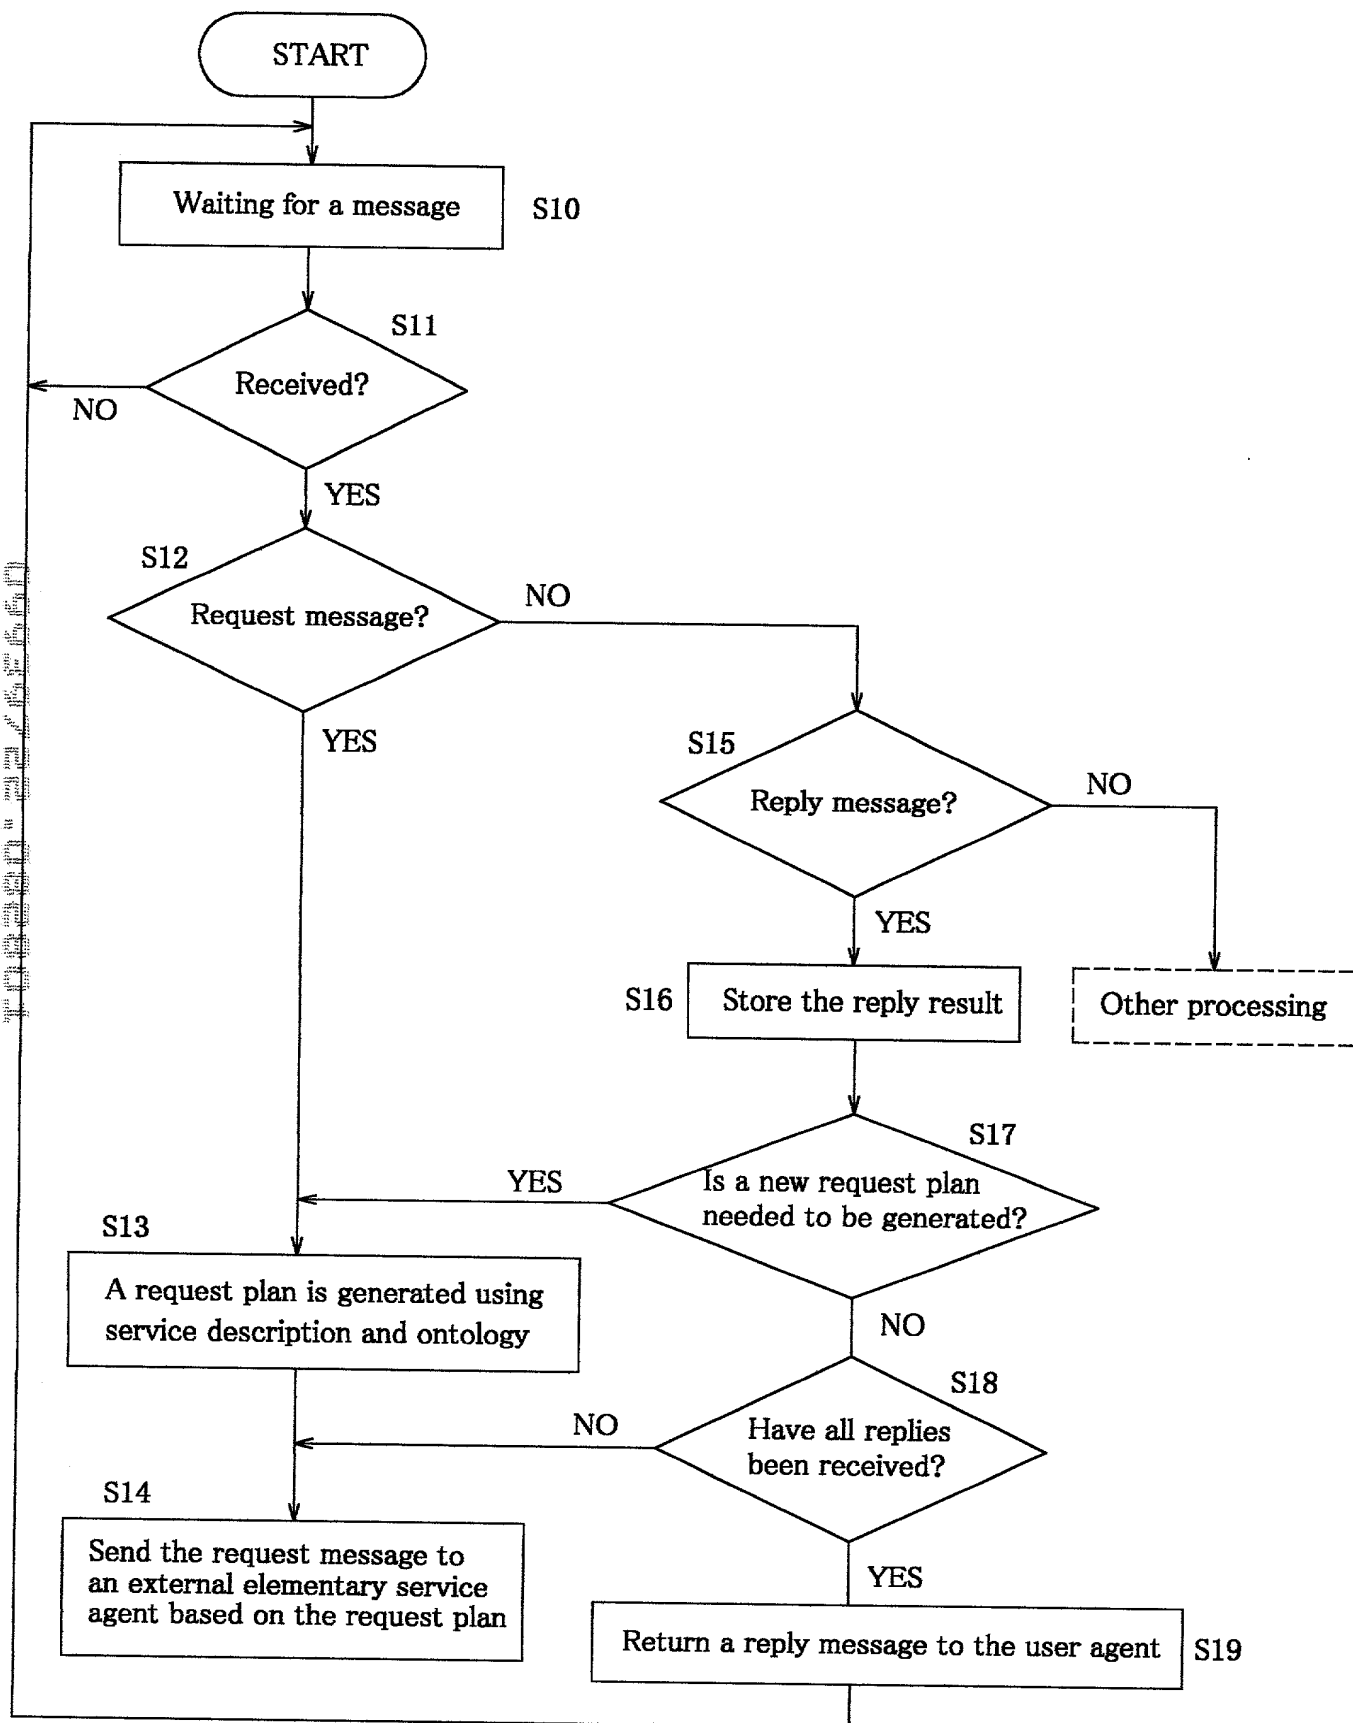 START
Waiting for a message
S10
S11
Received?
NO
YES
S12
Request message?
NO
YES
S15
Reply message?
NO
YES
S16
Store the reply result
Other processing
S17
Is a new request plan
needed to be generated?
YES
S13
A request plan is generated using
service description and ontology
NO
S18
Have all replies
been received?
NO
S14
Send the request message to
an external elementary service
agent based on the request plan
YES
Return a reply message to the user agent
S19